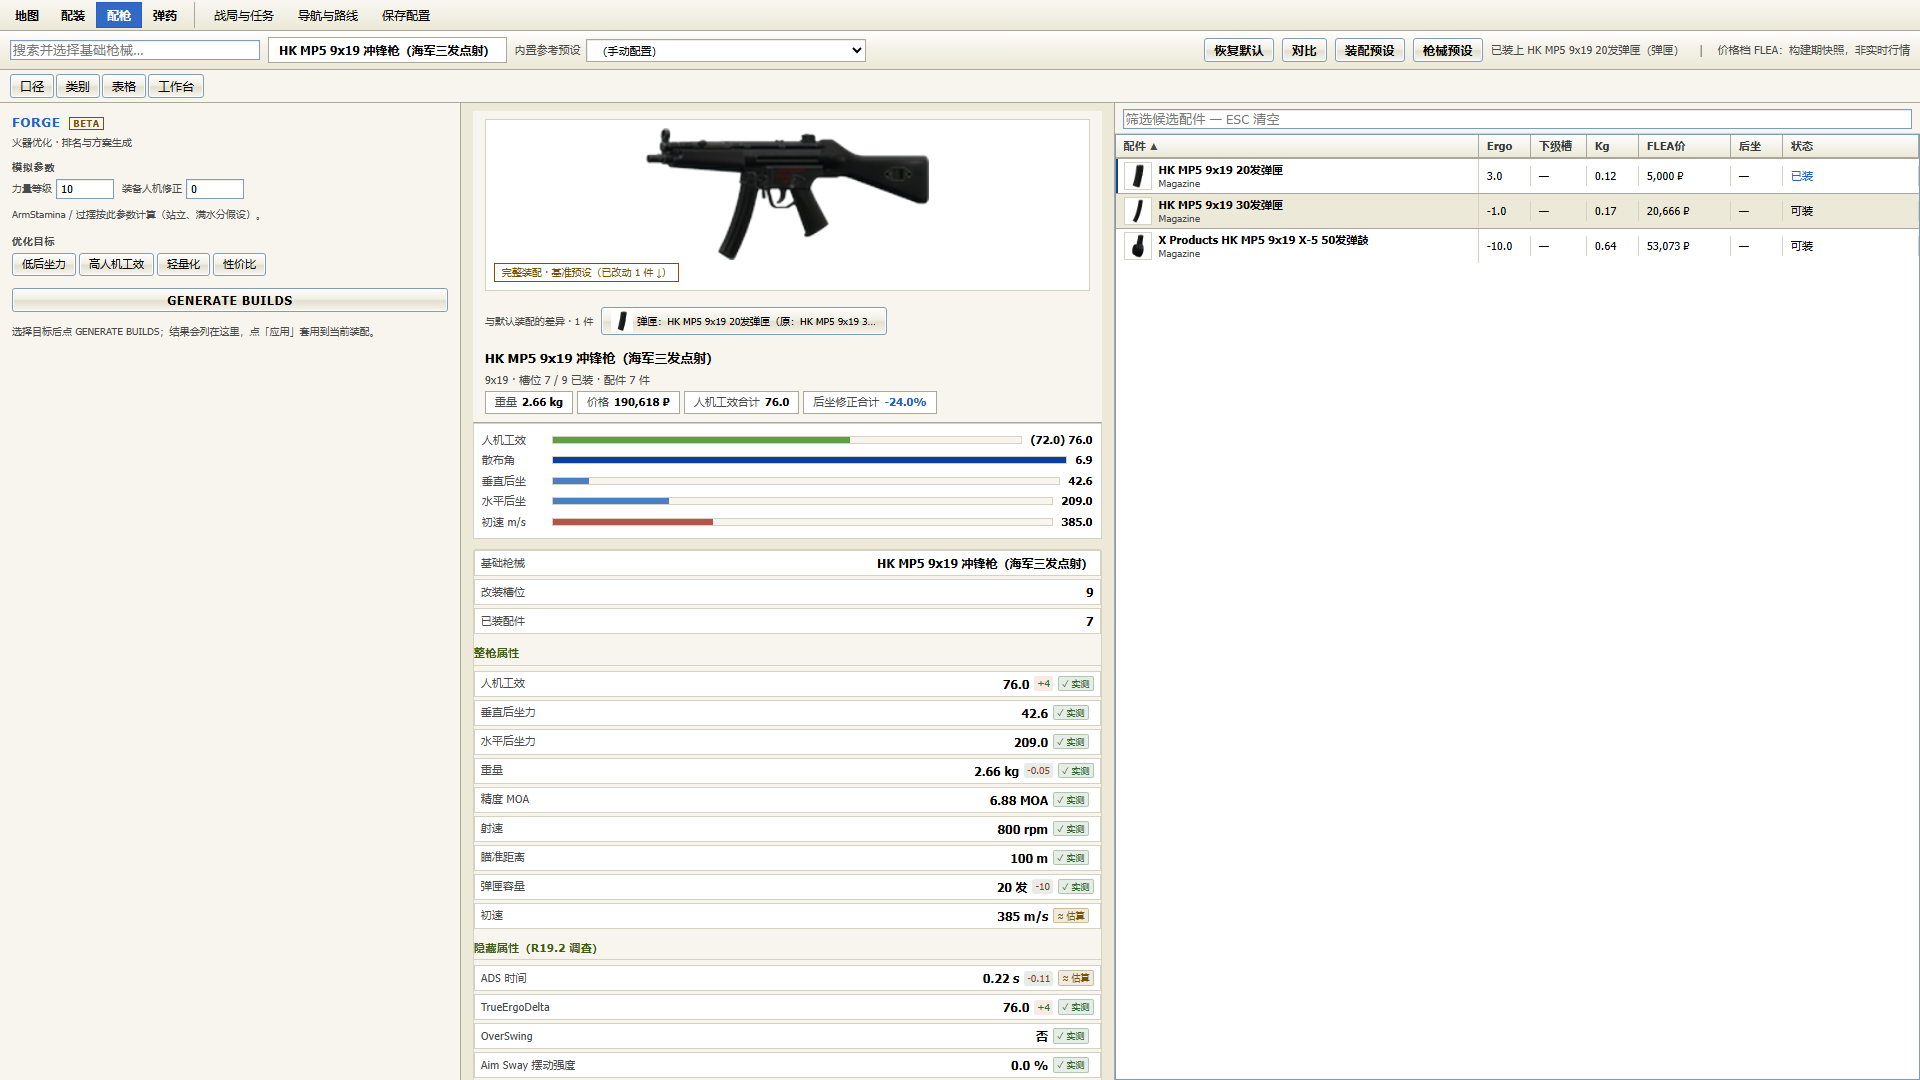 地图 配装 配枪 弹药 战局与任务 导航与路线 保存配置
搜索并选择基础枪械... HK MP5 9x19 冲锋枪（海军三发点射） 内置参考预设 （手动配置） 恢复默认 对比 装配预设 枪械预设 已装上 HK MP5 9x19 20发弹匣（弹匣） | 价格档 FLEA：构建期快照，非实时行情
口径 类别 表格 工作台
FORGE BETA
火器优化 · 排名与方案生成
模拟参数
力量等级 10 装备人机修正 0
ArmStamina / 过摆按此参数计算（站立、满水分假设）。
优化目标
低后坐力 高人机工效 轻量化 性价比
GENERATE BUILDS
选择目标后点 GENERATE BUILDS；结果会列在这里，点「应用」套用到当前装配。
完整装配 · 基准预设（已改动 1 件 ↓）
与默认装配的差异 · 1 件 弹匣：HK MP5 9x19 20发弹匣（原：HK MP5 9x19 3...
HK MP5 9x19 冲锋枪（海军三发点射）
9x19 · 槽位 7 / 9 已装 · 配件 7 件
重量 2.66 kg 价格 190,618 ₽ 人机工效合计 76.0 后坐修正合计 -24.0%
人机工效 (72.0) 76.0
散布角 6.9
垂直后坐 42.6
水平后坐 209.0
初速 m/s 385.0
基础枪械 HK MP5 9x19 冲锋枪（海军三发点射）
改装槽位 9
已装配件 7
整枪属性
人机工效 76.0 +4 ✓ 实测
垂直后坐力 42.6 ✓ 实测
水平后坐力 209.0 ✓ 实测
重量 2.66 kg -0.05 ✓ 实测
精度 MOA 6.88 MOA ✓ 实测
射速 800 rpm ✓ 实测
瞄准距离 100 m ✓ 实测
弹匣容量 20 发 -10 ✓ 实测
初速 385 m/s ≈ 估算
隐藏属性（R19.2 调查）
ADS 时间 0.22 s -0.11 ≈ 估算
TrueErgoDelta 76.0 +4 ✓ 实测
OverSwing 否 ✓ 实测
Aim Sway 摆动强度 0.0 % ✓ 实测
筛选候选配件 — ESC 清空
配件 ▲ Ergo 下级槽 Kg FLEA价 后坐 状态
HK MP5 9x19 20发弹匣 3.0 — 0.12 5,000 ₽ — 已装
Magazine
HK MP5 9x19 30发弹匣 -1.0 — 0.17 20,666 ₽ — 可装
Magazine
X Products HK MP5 9x19 X-5 50发弹鼓 -10.0 — 0.64 53,073 ₽ — 可装
Magazine